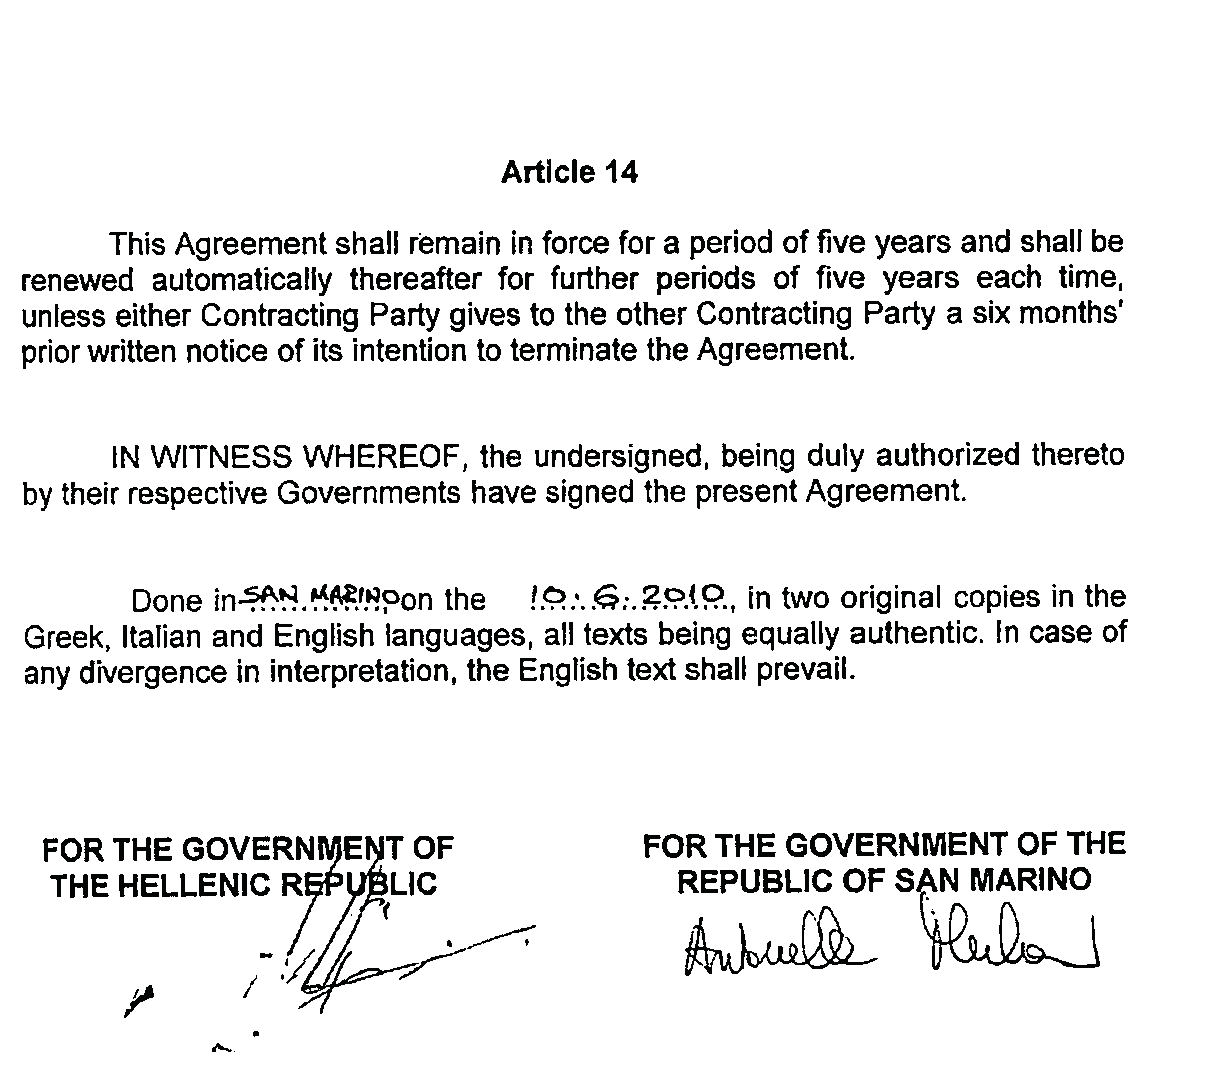 Article 14
This Agreement shall remain in force for a period of five years and shall be
renewed automatically thereafter for further periods of five years each time,
unless either Contracting Party gives to the other Contracting Party a six months'
prior written notice of its intention to terminate the Agreement.
IN WITNESS WHEREOF, the undersigned, being duly authorized thereto
by their respective Governments have signed the present Agreement.
Done in SAN MARINO on the 10.6.2010, in two original copies in the
Greek, Italian and English languages, all texts being equally authentic. In case of
any divergence in interpretation, the English text shall prevail.
FOR THE GOVERNMENT OF
THE HELLENIC REPUBLIC
FOR THE GOVERNMENT OF THE
REPUBLIC OF SAN MARINO
Antonella